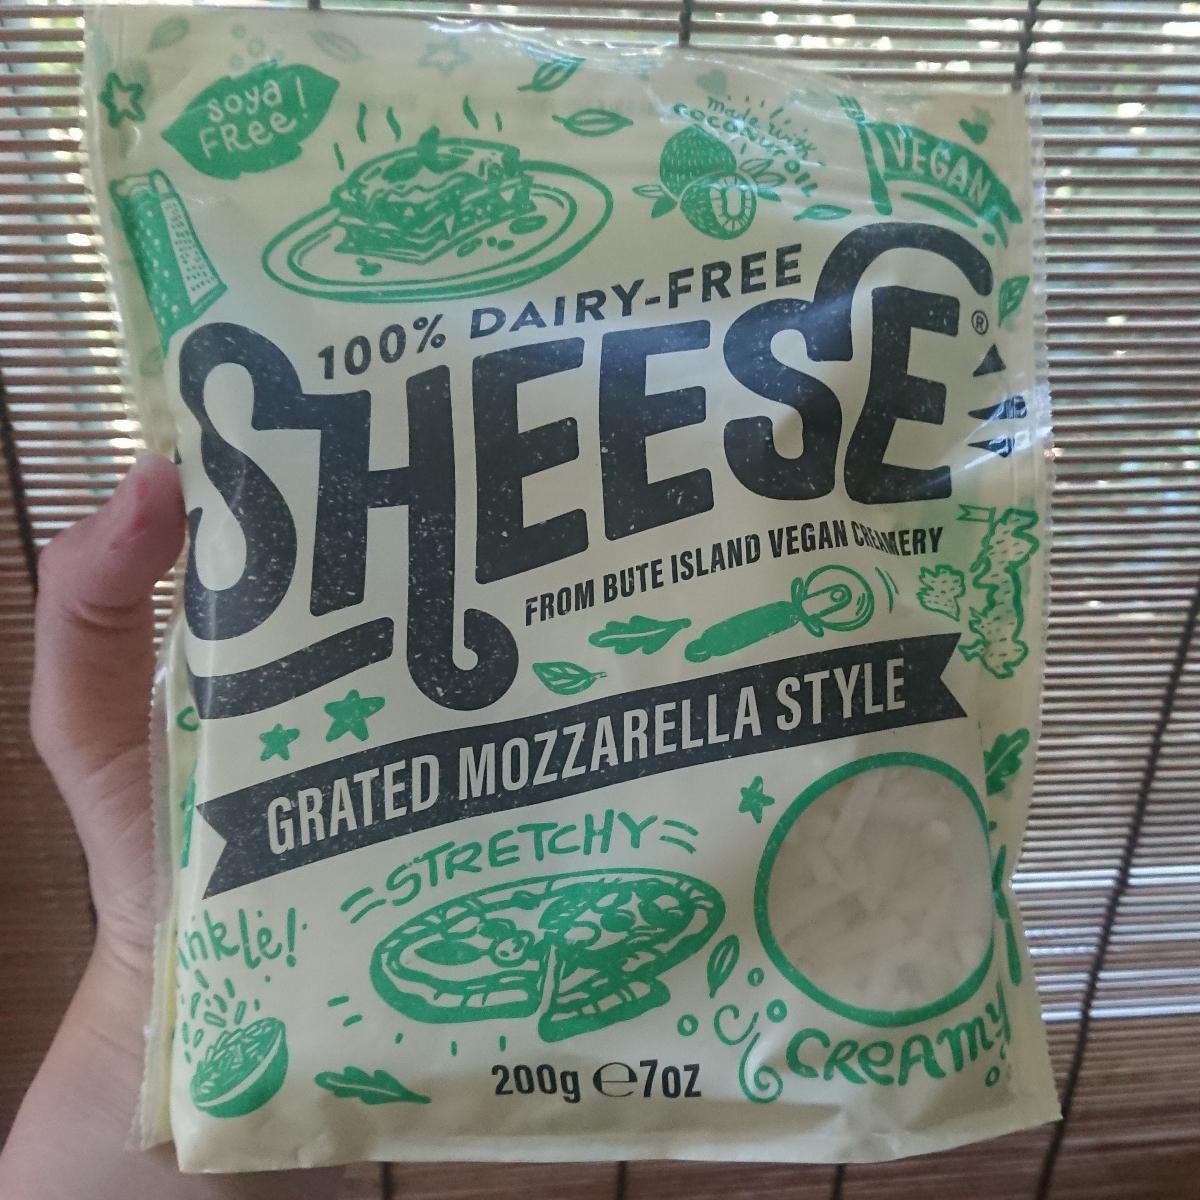 soya FREE!
made with coconut oil
VEGAN
100% DAIRY-FREE
SHEESE®
FROM BUTE ISLAND VEGAN CREAMERY
GRATED MOZZARELLA STYLE
STRETCHY
inkle!
CREAMY
200g ℮ 7oz